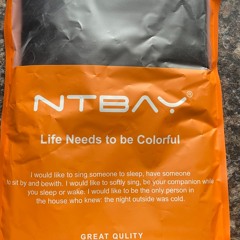 NTBAY®
Life Needs to be Colorful
I would like to sing someone to sleep, have someone
to sit by and bewith. I would like to softly sing, be your companion while
you sleep or wake. I would like to be the only person in
the house who knew: the night outside was cold.
GREAT QULITY